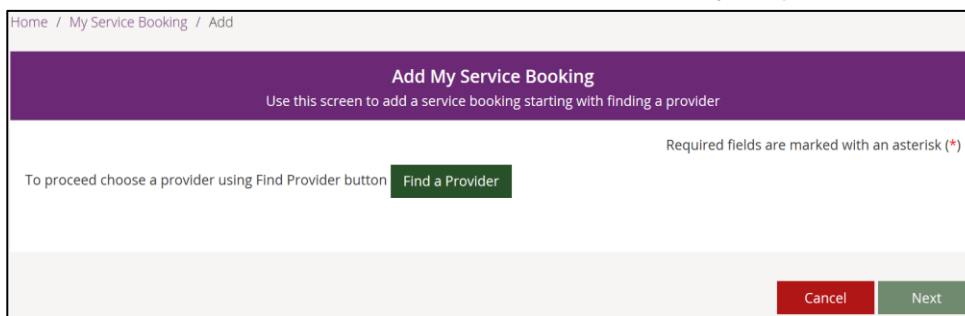 Home / My Service Booking / Add
Add My Service Booking
Use this screen to add a service booking starting with finding a provider
Required fields are marked with an asterisk (*)
To proceed choose a provider using Find Provider button Find a Provider
Cancel Next